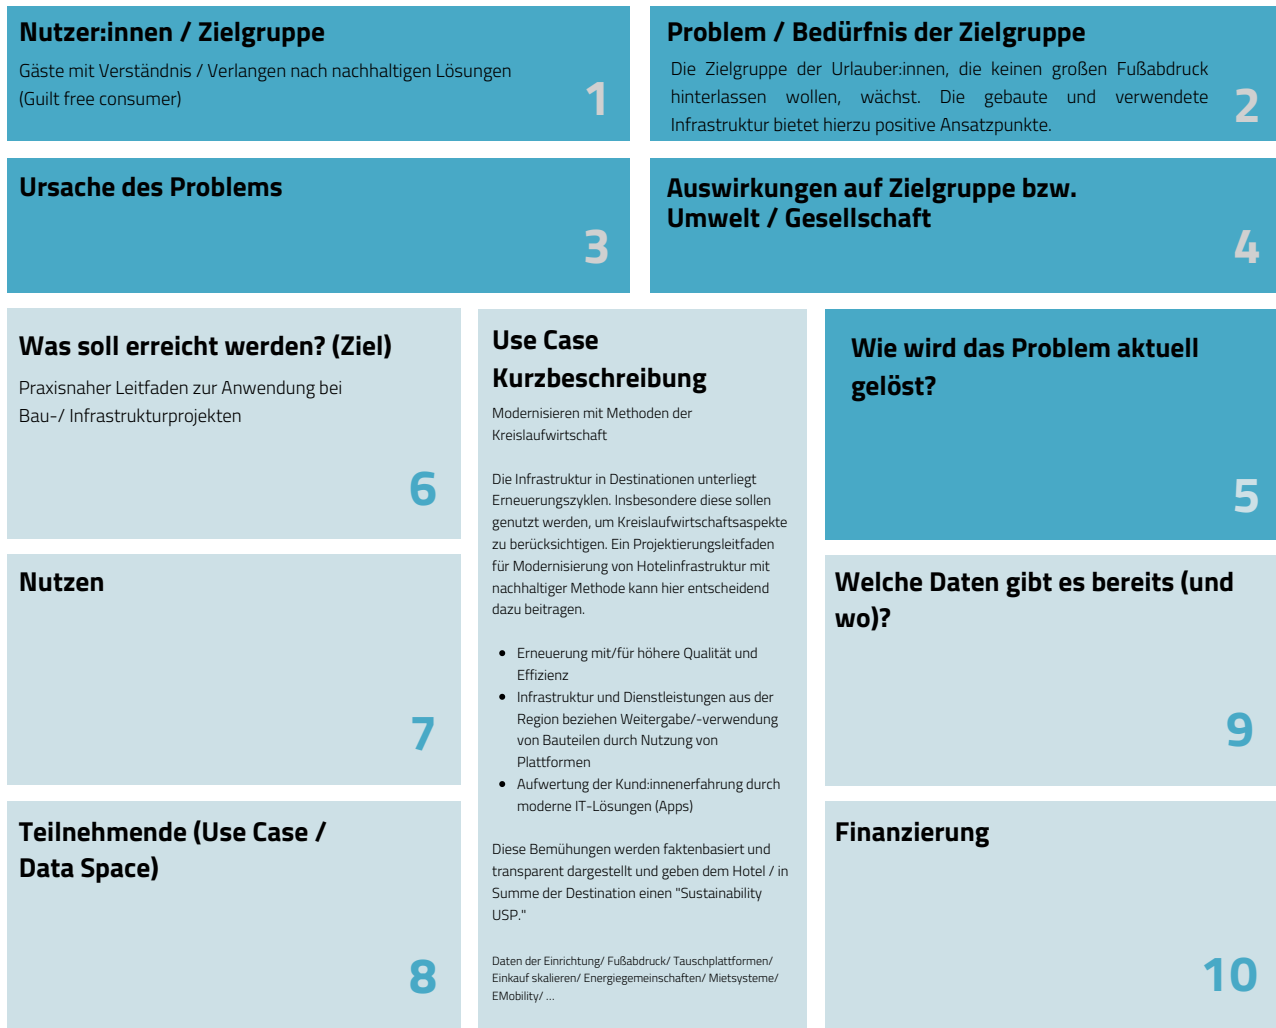 Nutzer:innen / Zielgruppe
Gäste mit Verständnis / Verlangen nach nachhaltigen Lösungen
(Guilt free consumer)
1
Problem / Bedürfnis der Zielgruppe
Die Zielgruppe der Urlauber:innen, die keinen großen Fußabdruck
hinterlassen wollen, wächst. Die gebaute und verwendete
Infrastruktur bietet hierzu positive Ansatzpunkte.
2
Ursache des Problems
3
Auswirkungen auf Zielgruppe bzw.
Umwelt / Gesellschaft
4
Was soll erreicht werden? (Ziel)
Praxisnaher Leitfaden zur Anwendung bei
Bau-/ Infrastrukturprojekten
6
Use Case
Kurzbeschreibung
Modernisieren mit Methoden der
Kreislaufwirtschaft
Die Infrastruktur in Destinationen unterliegt
Erneuerungszyklen. Insbesondere diese sollen
genutzt werden, um Kreislaufwirtschaftsaspekte
zu berücksichtigen. Ein Projektierungsleitfaden
für Modernisierung von Hotelinfrastruktur mit
nachhaltiger Methode kann hier entscheidend
dazu beitragen.
• Erneuerung mit/für höhere Qualität und
Effizienz
• Infrastruktur und Dienstleistungen aus der
Region beziehen Weitergabe/-verwendung
von Bauteilen durch Nutzung von
Plattformen
• Aufwertung der Kund:innenerfahrung durch
moderne IT-Lösungen (Apps)
Diese Bemühungen werden faktenbasiert und
transparent dargestellt und geben dem Hotel / in
Summe der Destination einen "Sustainability
USP."
Daten der Einrichtung/ Fußabdruck/ Tauschplattformen/
Einkauf skalieren/ Energiegemeinschaften/ Mietsysteme/
EMobility/ ...
Wie wird das Problem aktuell
gelöst?
5
Nutzen
7
Welche Daten gibt es bereits (und
wo)?
9
Teilnehmende (Use Case /
Data Space)
8
Finanzierung
10